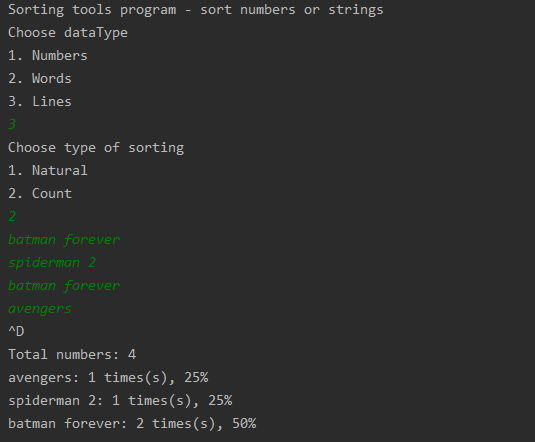 Sorting tools program - sort numbers or strings
Choose dataType
1. Numbers
2. Words
3. Lines
3
Choose type of sorting
1. Natural
2. Count
2
batman forever
spiderman 2
batman forever
avengers
^D
Total numbers: 4
avengers: 1 times(s), 25%
spiderman 2: 1 times(s), 25%
batman forever: 2 times(s), 50%